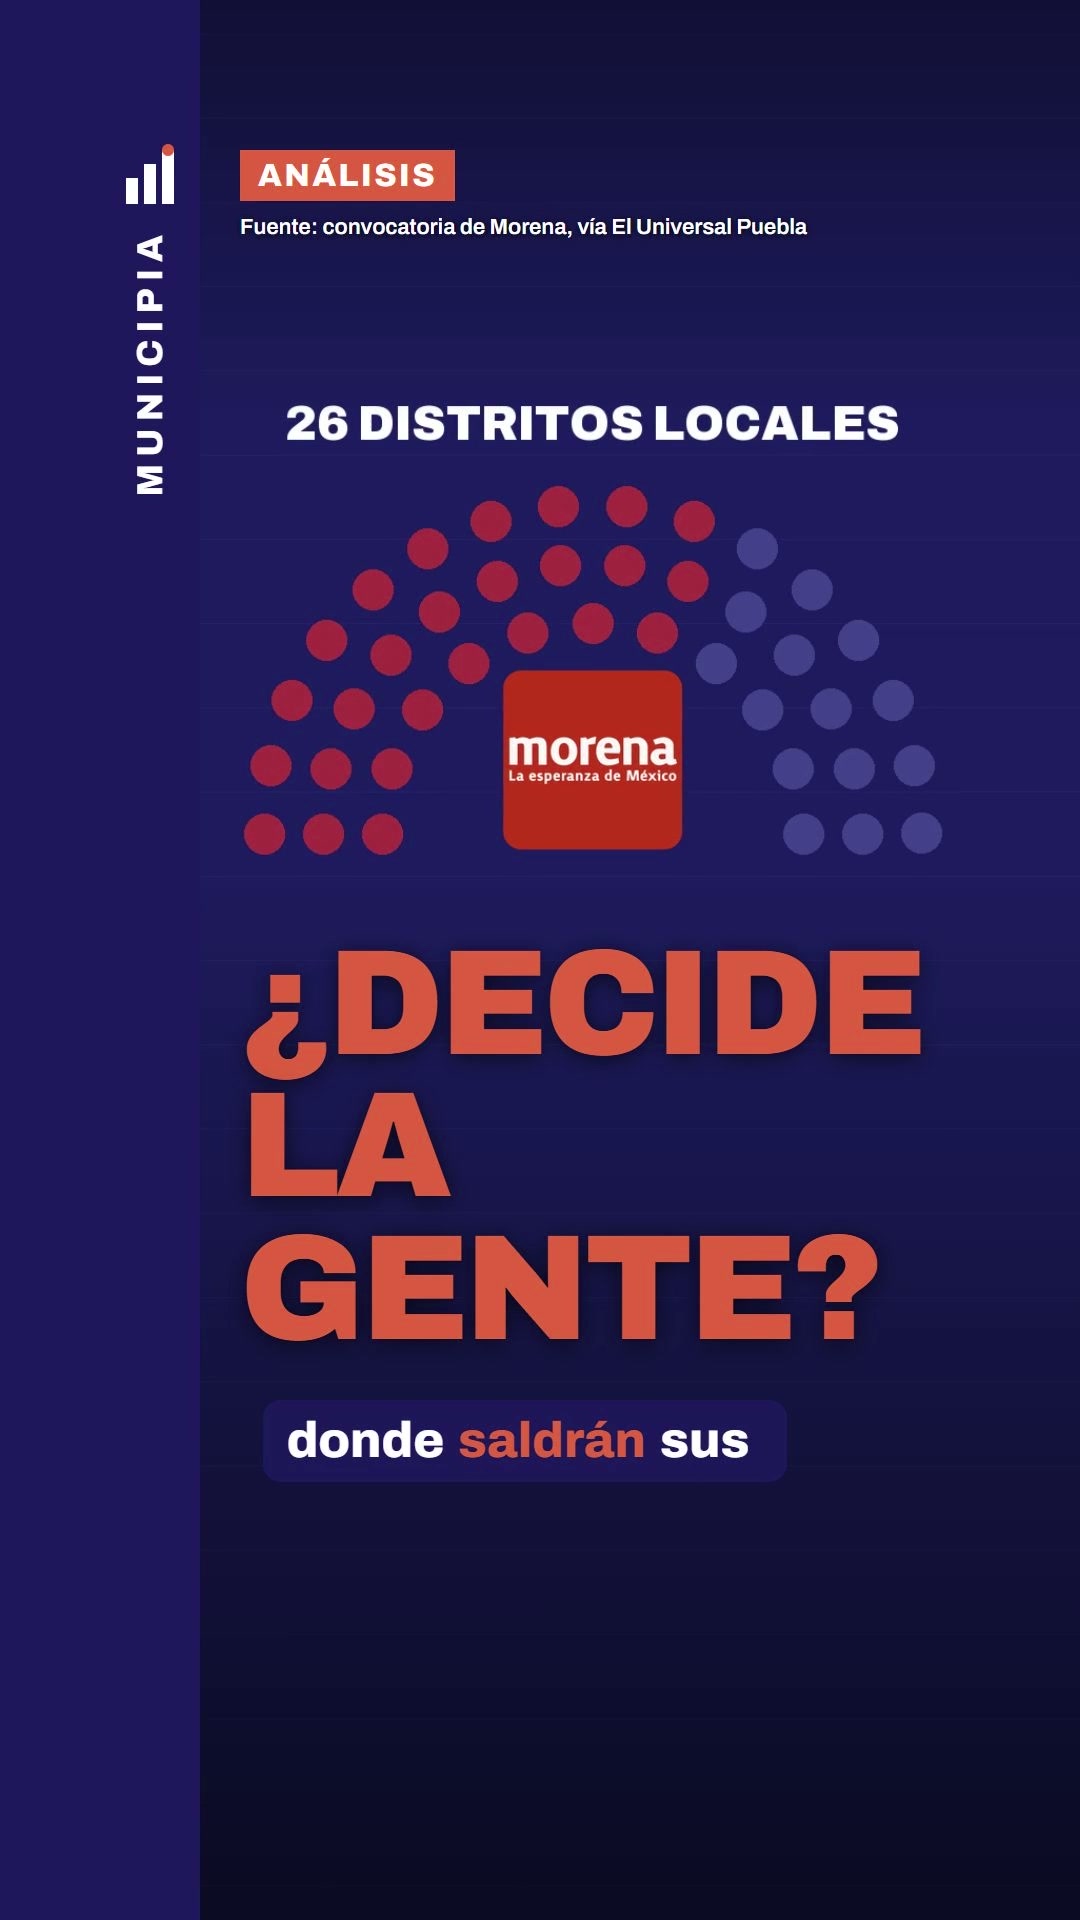 MUNICIPIA
ANÁLISIS
Fuente: convocatoria de Morena, vía El Universal Puebla
26 DISTRITOS LOCALES
morena
La esperanza de México
¿DECIDE
LA
GENTE?
donde saldrán sus